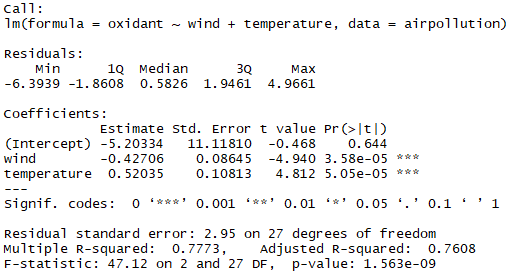 Call:
lm(formula = oxidant ~ wind + temperature, data = airpollution)
Residuals:
Min 1Q Median 3Q Max
-6.3939 -1.8608 0.5826 1.9461 4.9661
Coefficients:
Estimate Std. Error t value Pr(>|t|)
(Intercept) -5.20334 11.11810 -0.468 0.644
wind -0.42706 0.08645 -4.940 3.58e-05 ***
temperature 0.52035 0.10813 4.812 5.05e-05 ***
---
Signif. codes: 0 ‘***’ 0.001 ‘**’ 0.01 ‘*’ 0.05 ‘.’ 0.1 ‘ ’ 1
Residual standard error: 2.95 on 27 degrees of freedom
Multiple R-squared: 0.7773, Adjusted R-squared: 0.7608
F-statistic: 47.12 on 2 and 27 DF, p-value: 1.563e-09